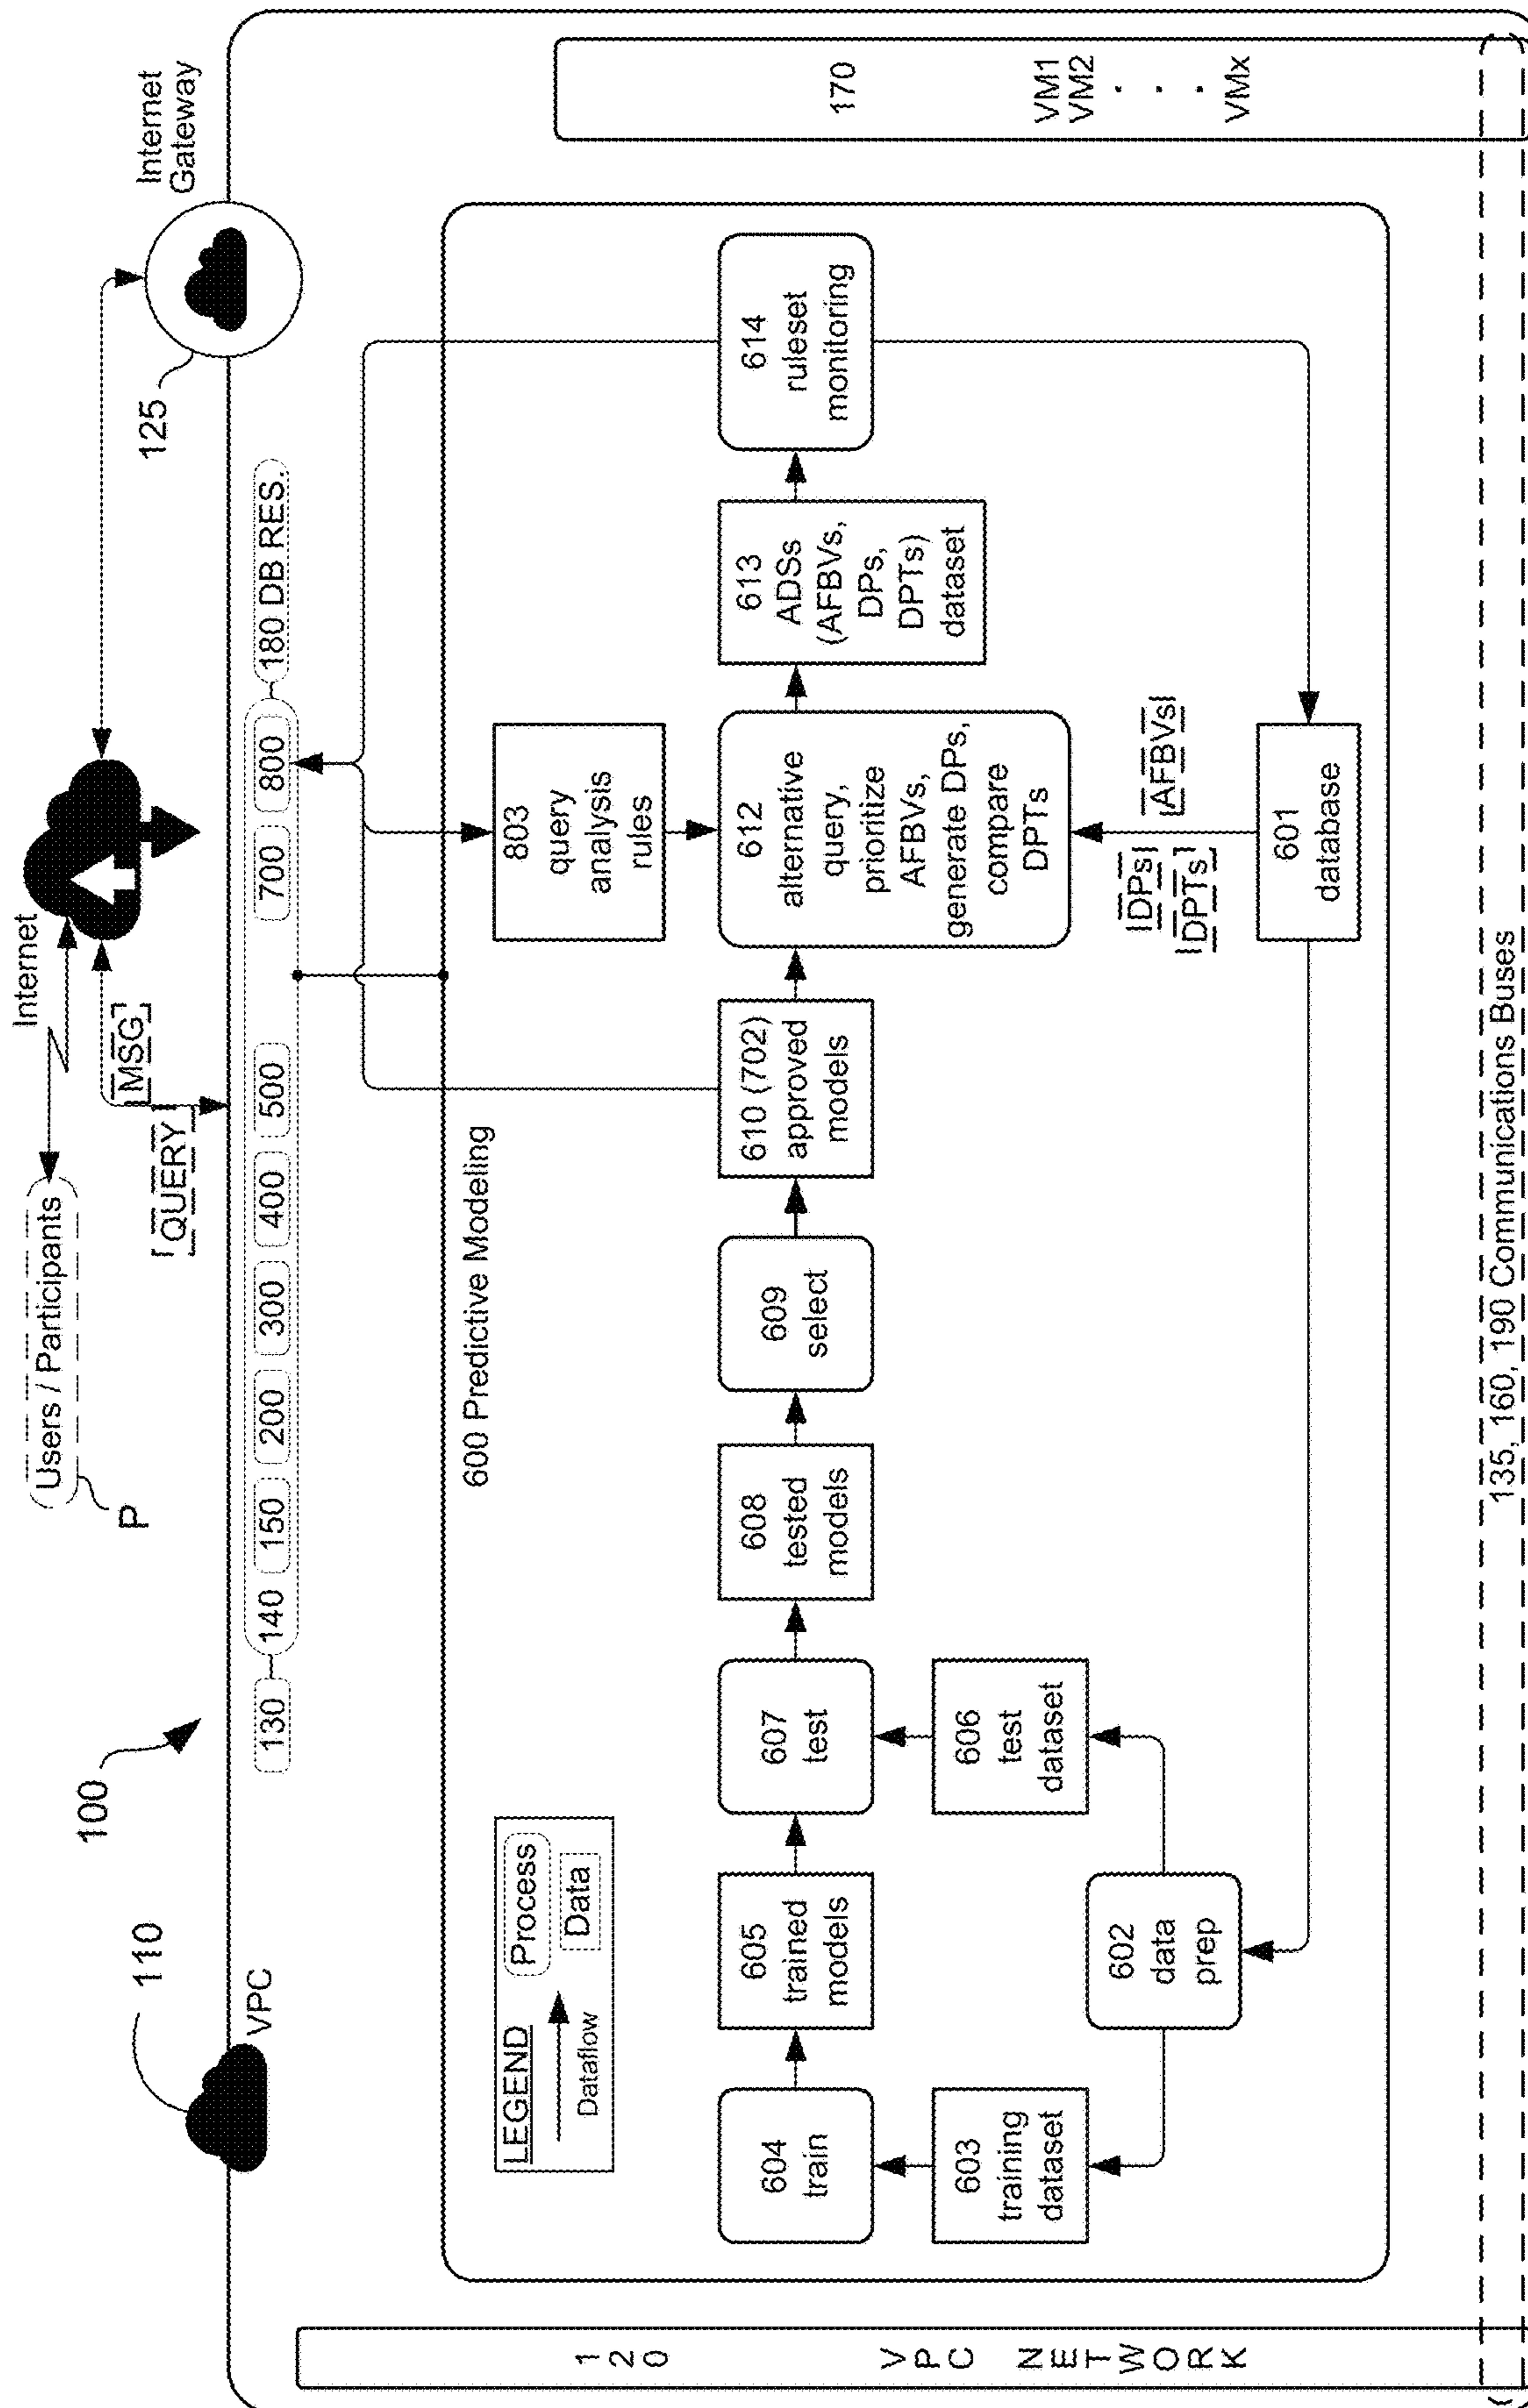 Users / Participants
P
Internet
MSG
QUERY
Internet
Gateway
125
100
110
VPC
130
140
150
200
300
400
500
700
800
180 DB RES.
600 Predictive Modeling
LEGEND
Process
Dataflow
Data
803
query
analysis
rules
604
train
605
trained
models
607
test
608
tested
models
609
select
610 (702)
approved
models
612
alternative
query,
prioritize
AFBVs,
generate DPs,
compare
DPTs
613
ADSs
(AFBVs,
DPs,
DPTs)
dataset
614
ruleset
monitoring
603
training
dataset
606
test
dataset
602
data
prep
DPs
DPTs
AFBVs
601
database
120
VPC NETWORK
170
VM1
VM2
.
.
.
VMx
135, 160, 190 Communications Buses